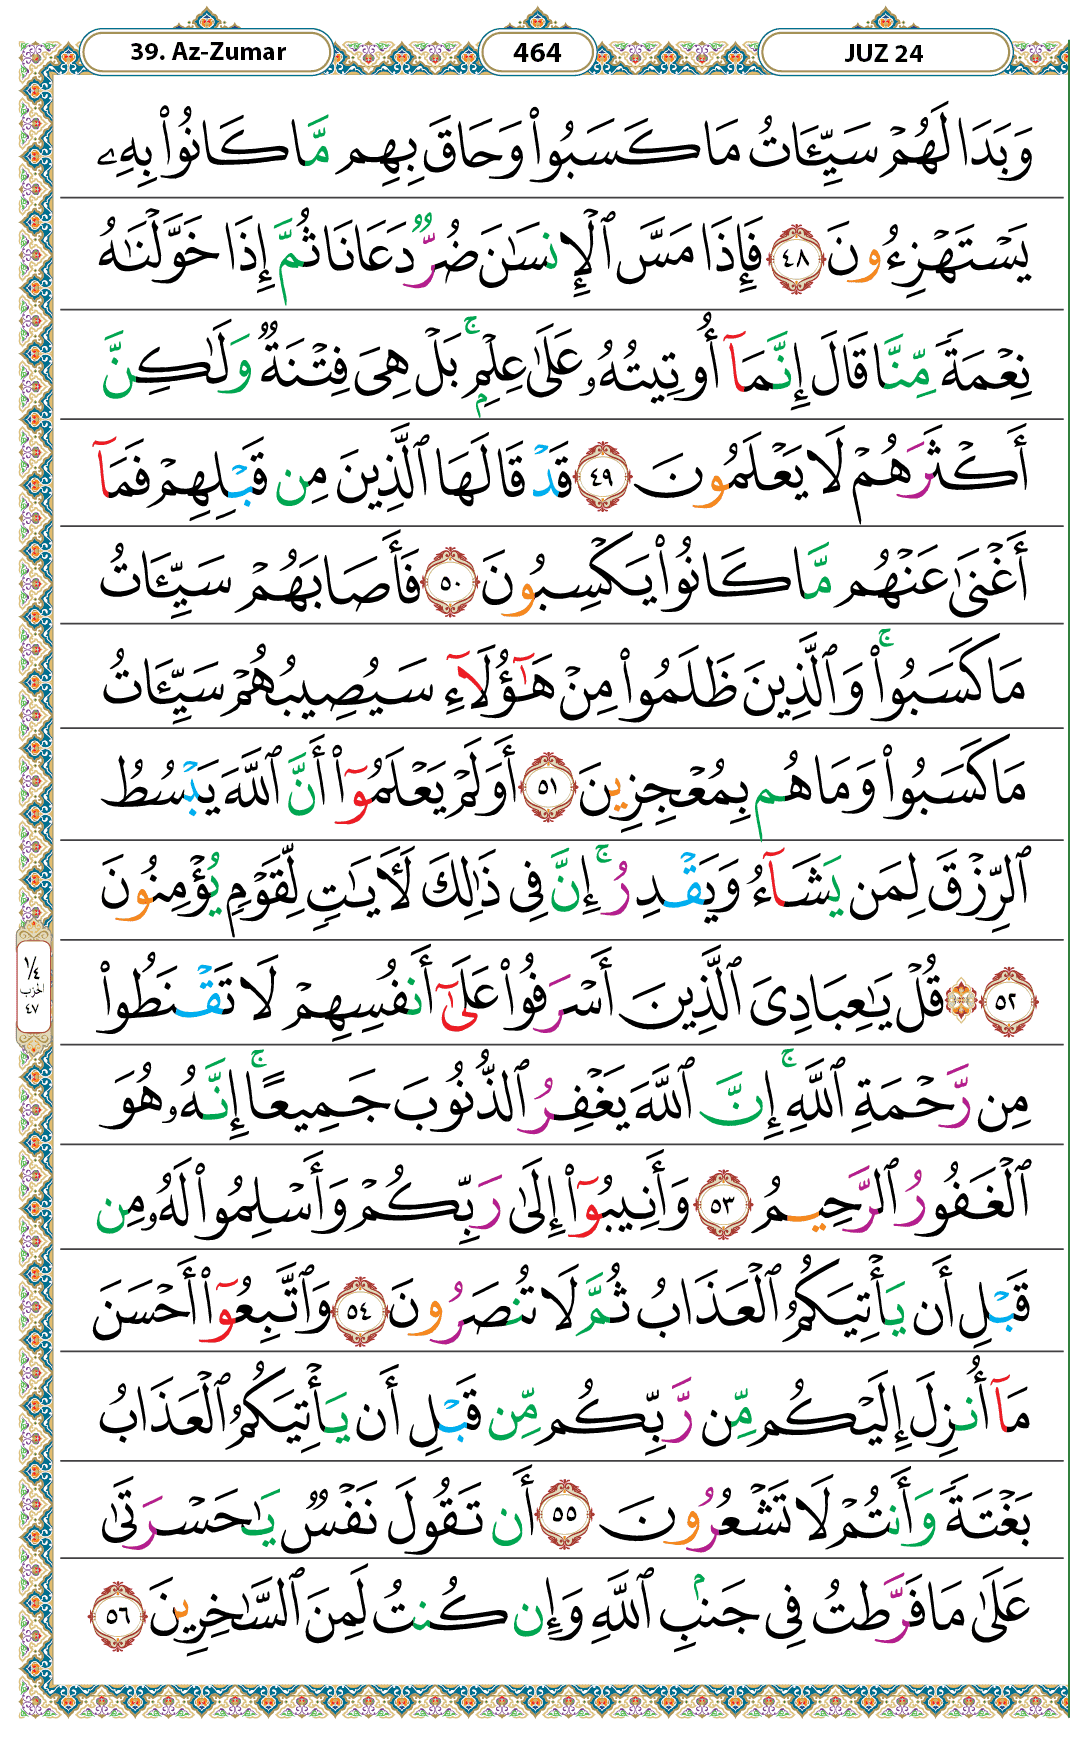 39. Az-Zumar
464
JUZ 24
وَبَدَا لَهُمْ سَيِّـَٔاتُ مَا كَسَبُوا۟ وَحَاقَ بِهِم مَّا كَانُوا۟ بِهِۦ
يَسْتَهْزِءُونَ ٤٨ فَإِذَا مَسَّ ٱلْإِنسَـٰنَ ضُرٌّ دَعَانَا ثُمَّ إِذَا خَوَّلْنَـٰهُ
نِعْمَةً مِّنَّا قَالَ إِنَّمَآ أُوتِيتُهُۥ عَلَىٰ عِلْمٍۭ ۚ بَلْ هِىَ فِتْنَةٌ وَلَـٰكِنَّ
أَكْثَرَهُمْ لَا يَعْلَمُونَ ٤٩ قَدْ قَالَهَا ٱلَّذِينَ مِن قَبْلِهِمْ فَمَآ
أَغْنَىٰ عَنْهُم مَّا كَانُوا۟ يَكْسِبُونَ ٥٠ فَأَصَابَهُمْ سَيِّـَٔاتُ
مَا كَسَبُوا۟ ۚ وَٱلَّذِينَ ظَلَمُوا۟ مِنْ هَـٰٓؤُلَآءِ سَيُصِيبُهُمْ سَيِّـَٔاتُ
مَا كَسَبُوا۟ وَمَا هُم بِمُعْجِزِينَ ٥١ أَوَلَمْ يَعْلَمُوٓا۟ أَنَّ ٱللَّهَ يَبْسُطُ
ٱلرِّزْقَ لِمَن يَشَآءُ وَيَقْدِرُ ۚ إِنَّ فِى ذَٰلِكَ لَـَٔايَـٰتٍ لِّقَوْمٍ يُؤْمِنُونَ
٥٢ ۞ قُلْ يَـٰعِبَادِىَ ٱلَّذِينَ أَسْرَفُوا۟ عَلَىٰٓ أَنفُسِهِمْ لَا تَقْنَطُوا۟
مِن رَّحْمَةِ ٱللَّهِ ۚ إِنَّ ٱللَّهَ يَغْفِرُ ٱلذُّنُوبَ جَمِيعًا ۚ إِنَّهُۥ هُوَ
ٱلْغَفُورُ ٱلرَّحِيمُ ٥٣ وَأَنِيبُوٓا۟ إِلَىٰ رَبِّكُمْ وَأَسْلِمُوا۟ لَهُۥ مِن
قَبْلِ أَن يَأْتِيَكُمُ ٱلْعَذَابُ ثُمَّ لَا تُنصَرُونَ ٥٤ وَٱتَّبِعُوٓا۟ أَحْسَنَ
مَآ أُنزِلَ إِلَيْكُم مِّن رَّبِّكُم مِّن قَبْلِ أَن يَأْتِيَكُمُ ٱلْعَذَابُ
بَغْتَةً وَأَنتُمْ لَا تَشْعُرُونَ ٥٥ أَن تَقُولَ نَفْسٌ يَـٰحَسْرَتَىٰ
عَلَىٰ مَا فَرَّطتُ فِى جَنۢبِ ٱللَّهِ وَإِن كُنتُ لَمِنَ ٱلسَّـٰخِرِينَ ٥٦
١/٤
الحزب
٤٧